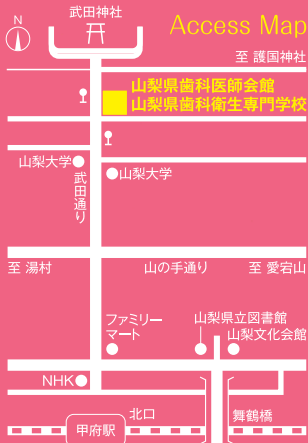 N
武田神社
Access Map
至 護国神社
山梨県歯科医師会館
山梨県歯科衛生専門学校
山梨大学
山梨大学
武田通り
至 湯村
山の手通り
至 愛宕山
ファミリー
マート
山梨県立図書館
山梨文化会館
NHK
北口
舞鶴橋
甲府駅